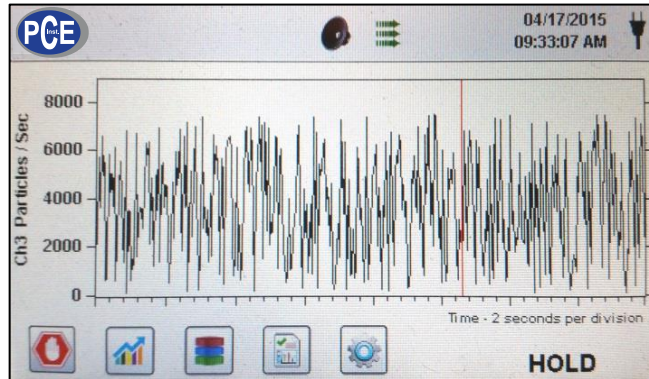 PCE
Inst.
04/17/2015
09:33:07 AM
Ch3 Particles / Sec
8000
6000
4000
2000
0
Time - 2 seconds per division
HOLD